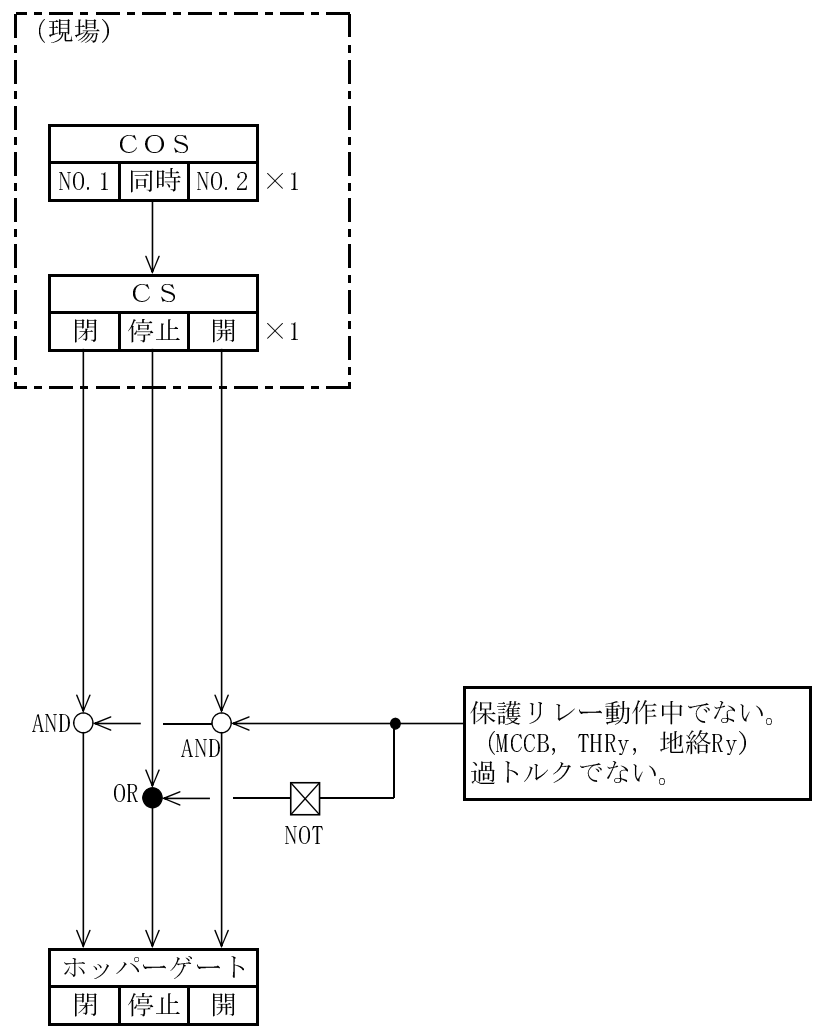 （現場）
ＣＯＳ
NO.1 同時 NO.2 ×1
ＣＳ
閉 停止 開 ×1
保護リレー動作中でない。
（MCCB, THRy, 地絡Ry）
過トルクでない。
AND
AND
OR
NOT
ホッパーゲート
閉 停止 開